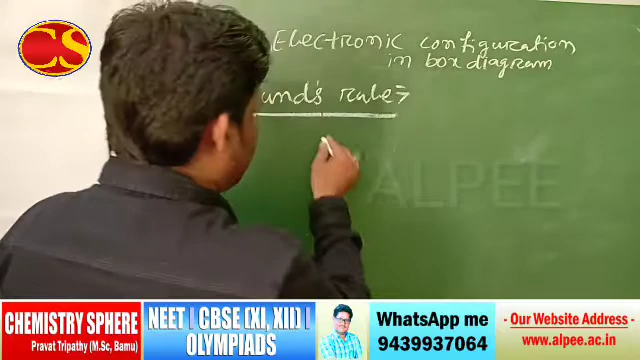 CS
Electronic configuration
in box diagram
und's rule ⇒
ALPEE
CHEMISTRY SPHERE
Pravat Tripathy (M.Sc, Bamu)
NEET | CBSE (XI, XII) |
OLYMPIADS
WhatsApp me
9439937064
- Our Website Address -
www.alpee.ac.in